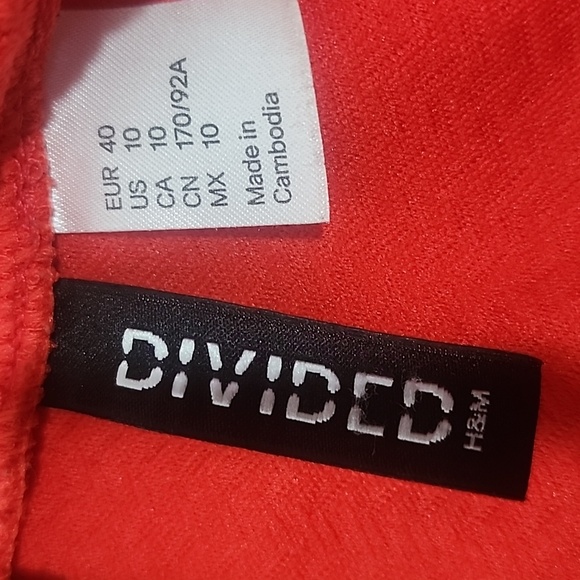 EUR 40
US 10
CA 10
CN 170/92A
MX 10
Made in
Cambodia
DIVIDED
H&M